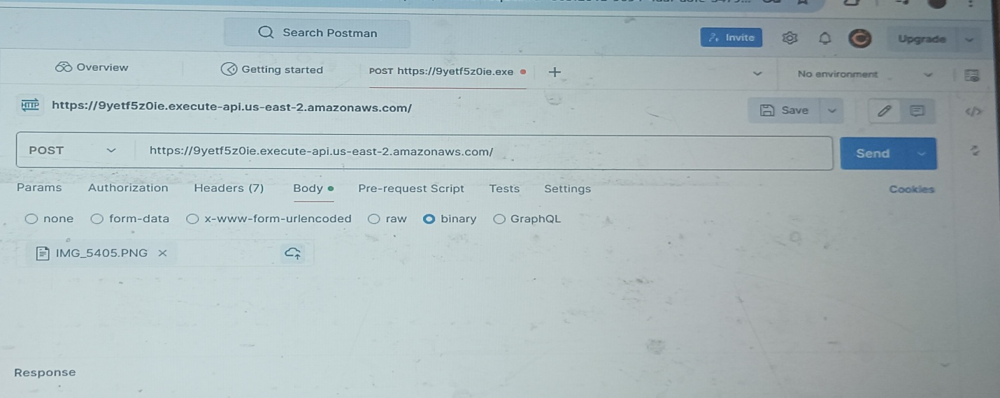 Search Postman
Invite
Upgrade
Overview
Getting started
POST https://9yetf5z0ie.exe
No environment
HTTP https://9yetf5z0ie.execute-api.us-east-2.amazonaws.com/
Save
POST https://9yetf5z0ie.execute-api.us-east-2.amazonaws.com/
Send
Params Authorization Headers (7) Body Pre-request Script Tests Settings Cookies
none form-data x-www-form-urlencoded raw binary GraphQL
IMG_5405.PNG
Response